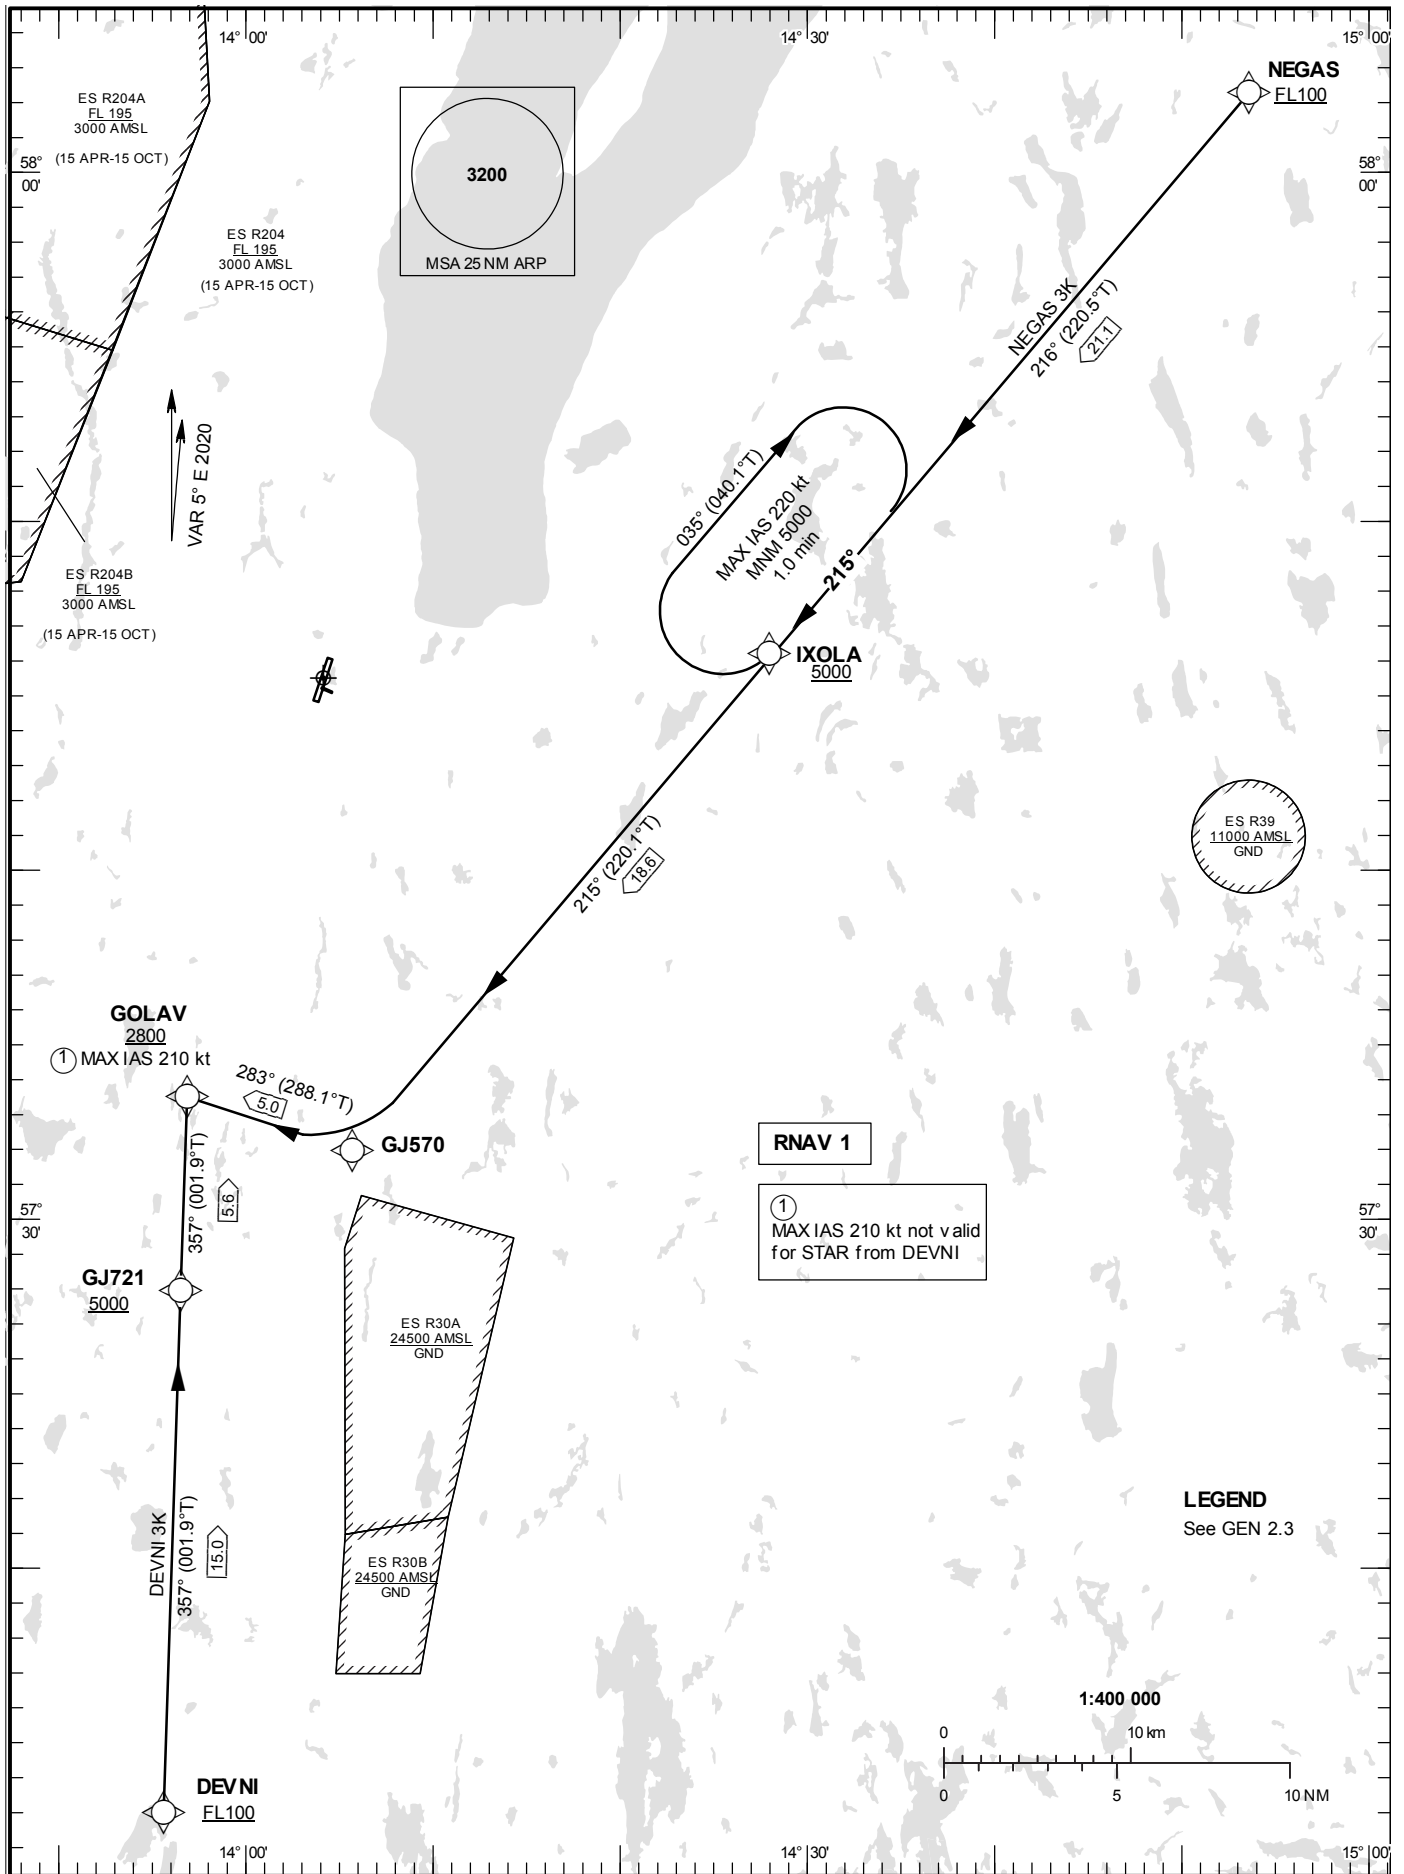 14° 00'
14° 30'
15° 00'
NEGAS
FL100
ES R204A
FL 195
3000 AMSL
(15 APR-15 OCT)
58°
00'
58°
00'
3200
MSA 25 NM ARP
ES R204
FL 195
3000 AMSL
(15 APR-15 OCT)
NEGAS 3K
216° (220.5°T)
21.1
VAR 5° E 2020
035° (040.1°T)
MAX IAS 220 kt
MNM 5000
1.0 min
215°
ES R204B
FL 195
3000 AMSL
(15 APR-15 OCT)
IXOLA
5000
ES R39
11000 AMSL
GND
215° (220.1°T)
18.6
GOLAV
2800
1 MAX IAS 210 kt
283° (288.1°T)
5.0
GJ570
RNAV 1
357° (001.9°T)
5.6
1
MAX IAS 210 kt not valid
for STAR from DEVNI
57°
30'
57°
30'
GJ721
5000
ES R30A
24500 AMSL
GND
LEGEND
See GEN 2.3
DEVNI 3K
357° (001.9°T)
15.0
ES R30B
24500 AMSL
GND
1:400 000
0 10 km
0 5 10 NM
DEVNI
FL100
14° 00'
14° 30'
15° 00'